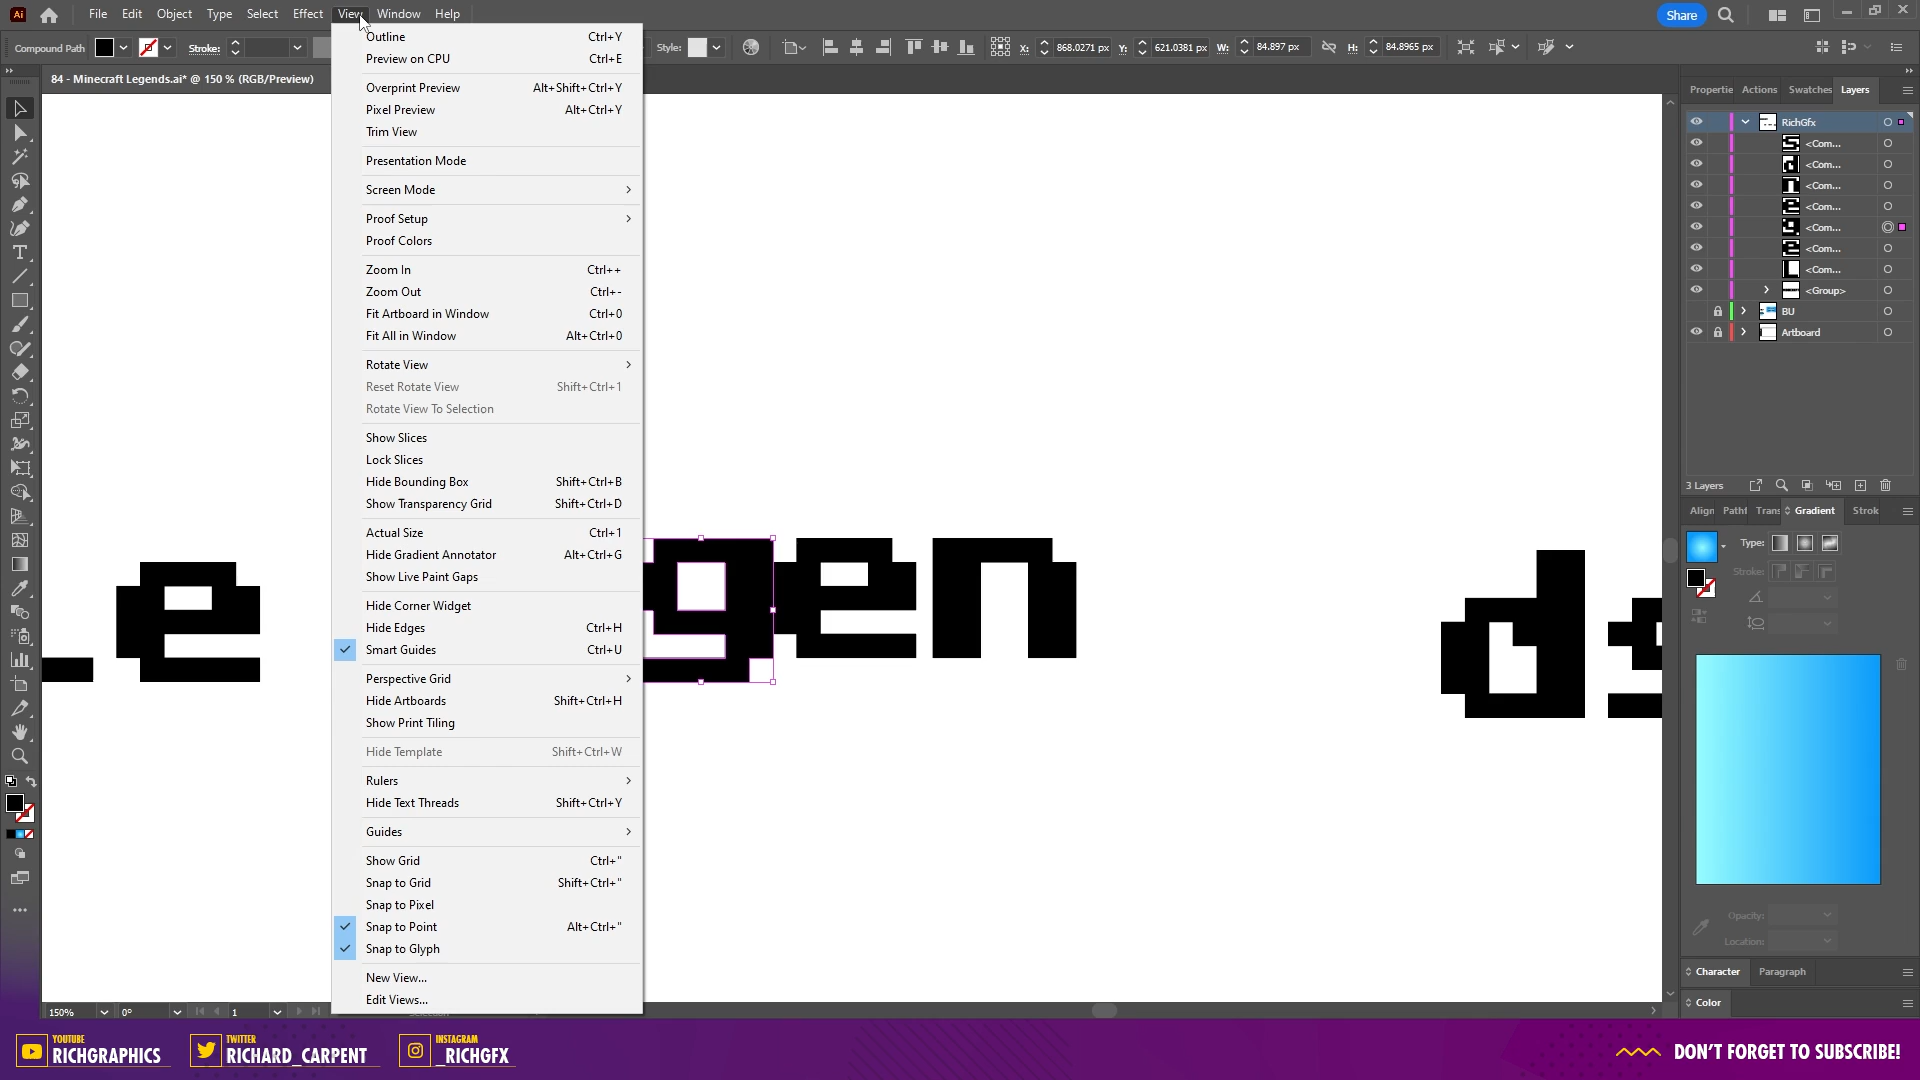 Ai File Edit Object Type Select Effect View Window Help Share
Compound Path Stroke: Style: X: 868.0271 px Y: 621.0381 px W: 84.897 px H: 84.8965 px
84 - Minecraft Legends.ai* @ 150 % (RGB/Preview)
Outline Ctrl+Y
Preview on CPU Ctrl+E
Overprint Preview Alt+Shift+Ctrl+Y
Pixel Preview Alt+Ctrl+Y
Trim View
Presentation Mode
Screen Mode
Proof Setup
Proof Colors
Zoom In Ctrl++
Zoom Out Ctrl+-
Fit Artboard in Window Ctrl+0
Fit All in Window Alt+Ctrl+0
Rotate View
Reset Rotate View Shift+Ctrl+1
Rotate View To Selection
Show Slices
Lock Slices
Hide Bounding Box Shift+Ctrl+B
Show Transparency Grid Shift+Ctrl+D
Actual Size Ctrl+1
Hide Gradient Annotator Alt+Ctrl+G
Show Live Paint Gaps
Hide Corner Widget
Hide Edges Ctrl+H
Smart Guides Ctrl+U
Perspective Grid
Hide Artboards Shift+Ctrl+H
Show Print Tiling
Hide Template Shift+Ctrl+W
Rulers
Hide Text Threads Shift+Ctrl+Y
Guides
Show Grid Ctrl+"
Snap to Grid Shift+Ctrl+"
Snap to Pixel
Snap to Point Alt+Ctrl+"
Snap to Glyph
New View...
Edit Views...
e gen d
Propertie Actions Swatches Layers
RichGfx
<Com...
<Com...
<Com...
<Com...
<Com...
<Com...
<Com...
<Group>
BU
Artboard
3 Layers
Align Pathf Trans Gradient Strok
Type:
Stroke:
Opacity:
Location:
Character Paragraph
Color
150% 0° 1
YOUTUBE
RICHGRAPHICS
TWITTER
RICHARD_CARPENT
INSTAGRAM
_RICHGFX
DON'T FORGET TO SUBSCRIBE!